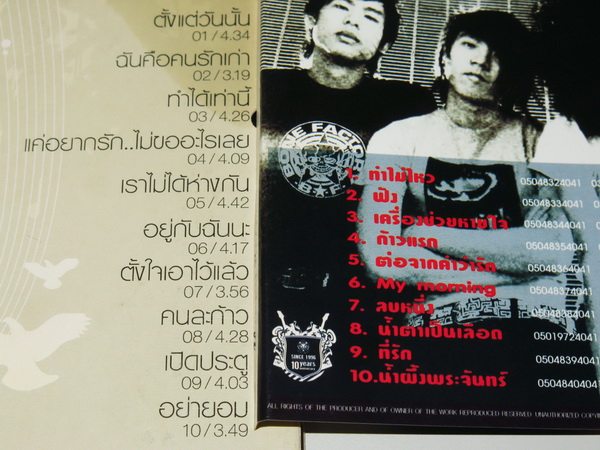 ตั้งแต่วันนั้น
01/4.34
ฉันคือคนรักเก่า
02/3.19
ทำได้เท่านี้
03/4.26
แค่อยากรัก..ไม่ขออะไรเลย
04/4.09
เราไม่ได้ห่างกัน
05/4.42
อยู่กับฉันนะ
06/4.17
ตั้งใจเอาไว้แล้ว
07/3.56
คนละก้าว
08/4.28
เปิดประตู
09/4.03
อย่ายอม
10/3.49
BONE FACTORY
B★F
1. ทำไม่ไหว 05048324041
2. ฟัง 05048334041
3. เครื่องช่วยหายใจ 05048344041
4. ก้าวแรก 05048354041
5. ต่อจากคำว่ารัก 05048364041
6. My morning 05048374041
7. ลบหนึ่ง 05048384041
8. น้ำตาเป็นเลือด 05019724041
9. ที่รัก 05048394041
10.น้ำผึ้งพระจันทร์ 05048404041
SINCE 1996
10 YEARS
ALL RIGHTS OF THE PRODUCER AND OF OWNER OF THE WORK REPRODUCED RESERVED UNAUTHORIZED